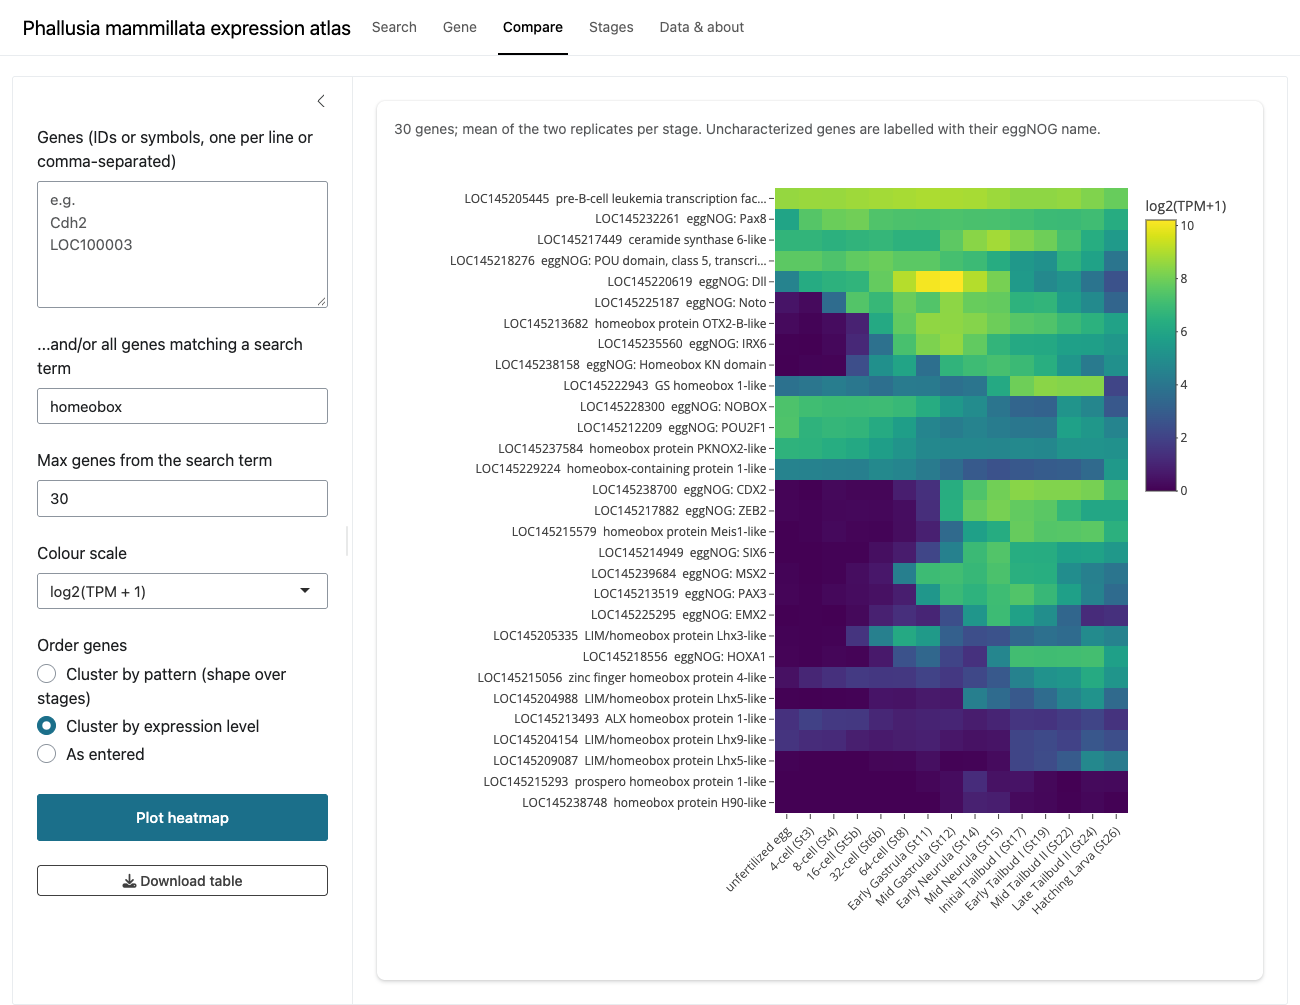 Phallusia mammillata expression atlas
Search
Gene
Compare
Stages
Data & about
Genes (IDs or symbols, one per line or
comma-separated)
e.g.
Cdh2
LOC100003
...and/or all genes matching a search
term
homeobox
Max genes from the search term
30
Colour scale
log2(TPM + 1)
Order genes
Cluster by pattern (shape over
stages)
Cluster by expression level
As entered
Plot heatmap
Download table
30 genes; mean of the two replicates per stage. Uncharacterized genes are labelled with their eggNOG name.
LOC145205445 pre-B-cell leukemia transcription fac...
LOC145232261 eggNOG: Pax8
LOC145217449 ceramide synthase 6-like
LOC145218276 eggNOG: POU domain, class 5, transcri...
LOC145220619 eggNOG: Dll
LOC145225187 eggNOG: Noto
LOC145213682 homeobox protein OTX2-B-like
LOC145235560 eggNOG: IRX6
LOC145238158 eggNOG: Homeobox KN domain
LOC145222943 GS homeobox 1-like
LOC145228300 eggNOG: NOBOX
LOC145212209 eggNOG: POU2F1
LOC145237584 homeobox protein PKNOX2-like
LOC145229224 homeobox-containing protein 1-like
LOC145238700 eggNOG: CDX2
LOC145217882 eggNOG: ZEB2
LOC145215579 homeobox protein Meis1-like
LOC145214949 eggNOG: SIX6
LOC145239684 eggNOG: MSX2
LOC145213519 eggNOG: PAX3
LOC145225295 eggNOG: EMX2
LOC145205335 LIM/homeobox protein Lhx3-like
LOC145218556 eggNOG: HOXA1
LOC145215056 zinc finger homeobox protein 4-like
LOC145204988 LIM/homeobox protein Lhx5-like
LOC145213493 ALX homeobox protein 1-like
LOC145204154 LIM/homeobox protein Lhx9-like
LOC145209087 LIM/homeobox protein Lhx5-like
LOC145215293 prospero homeobox protein 1-like
LOC145238748 homeobox protein H90-like
unfertilized egg
4-cell (St3)
8-cell (St4)
16-cell (St5b)
32-cell (St6b)
64-cell (St8)
Early Gastrula (St11)
Mid Gastrula (St12)
Early Neurula (St14)
Mid Neurula (St15)
Initial Tailbud I (St17)
Early Tailbud I (St19)
Mid Tailbud II (St22)
Late Tailbud II (St24)
Hatching Larva (St26)
log2(TPM+1)
10
8
6
4
2
0